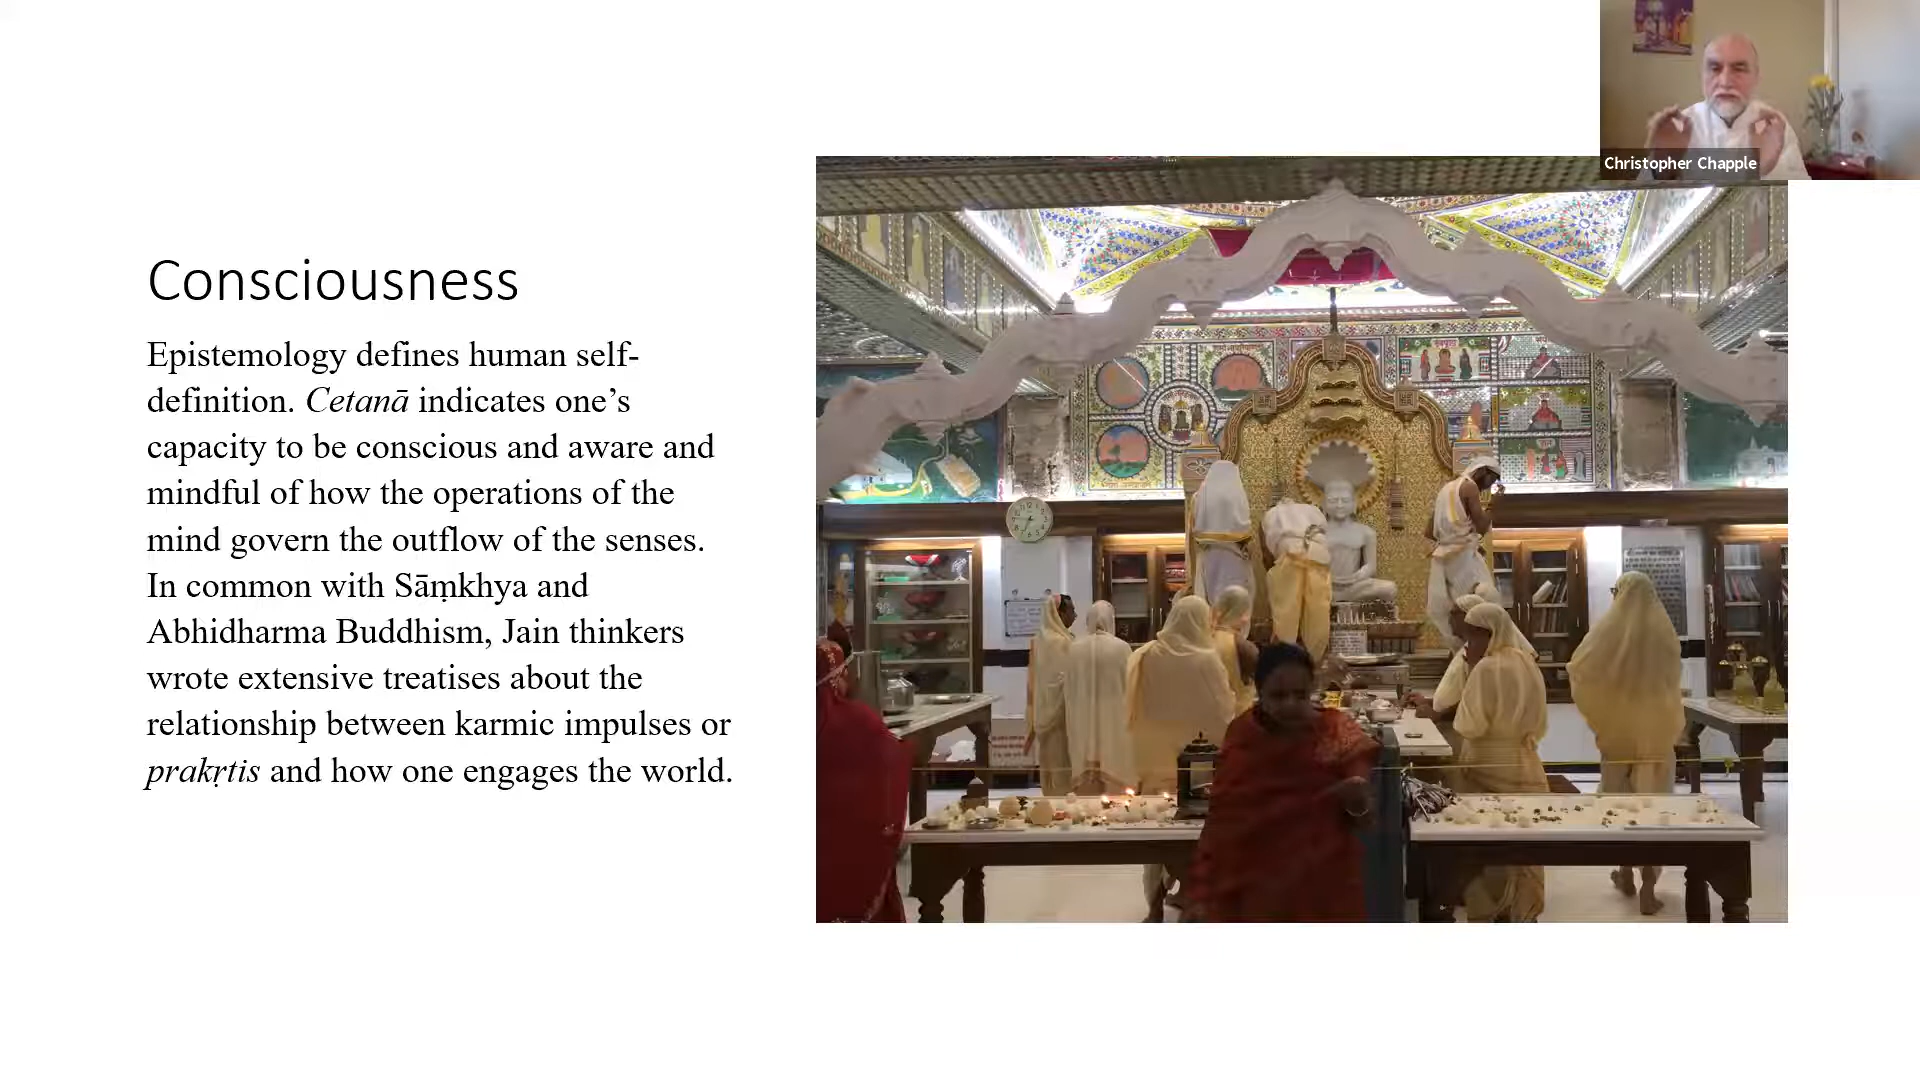 Christopher Chapple
Consciousness
Epistemology defines human self-
definition. Cetanā indicates one’s
capacity to be conscious and aware and
mindful of how the operations of the
mind govern the outflow of the senses.
In common with Sāṃkhya and
Abhidharma Buddhism, Jain thinkers
wrote extensive treatises about the
relationship between karmic impulses or
prakṛtis and how one engages the world.